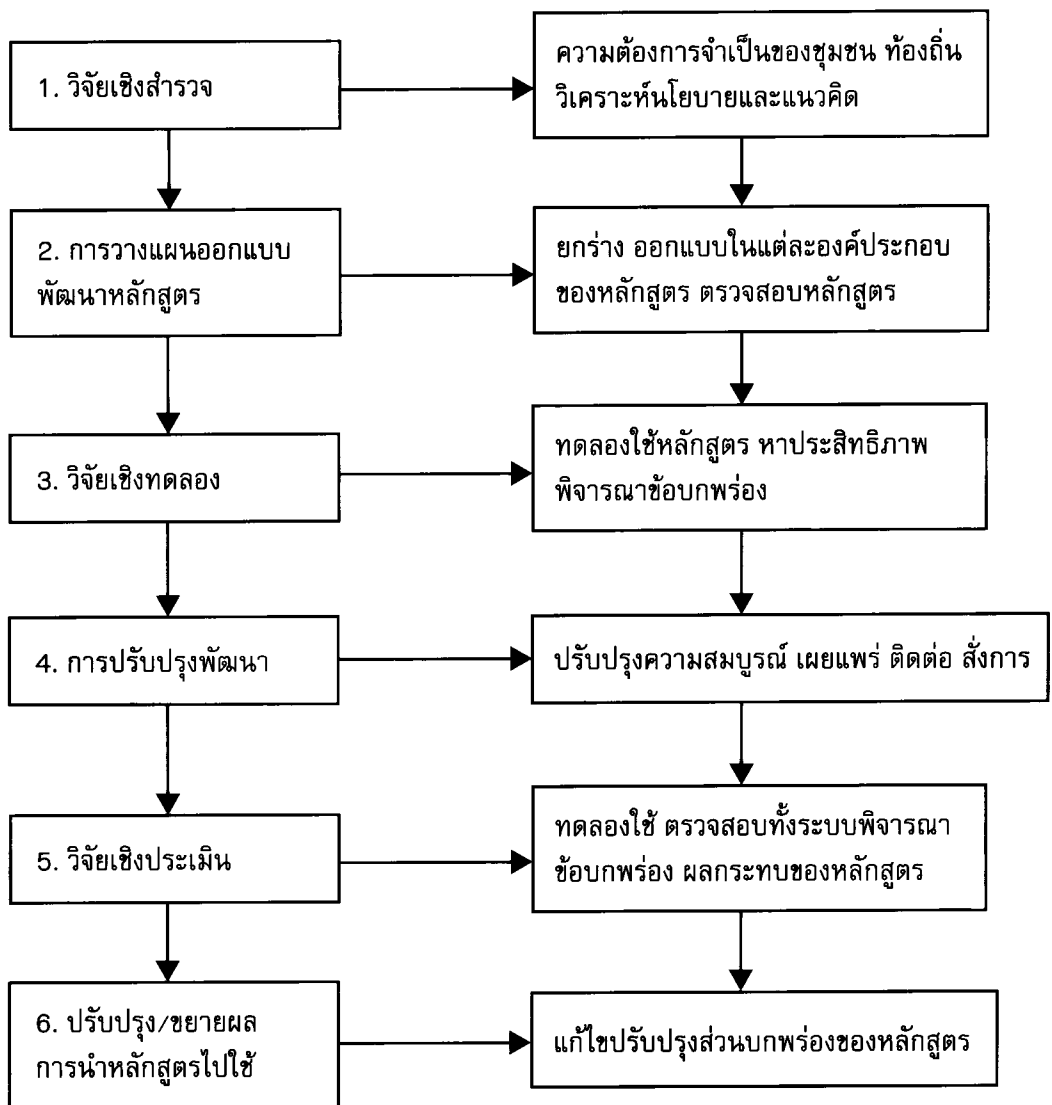 1. วิจัยเชิงสำรวจ
ความต้องการจำเป็นของชุมชน ท้องถิ่น
วิเคราะห์นโยบายและแนวคิด
2. การวางแผนออกแบบ
พัฒนาหลักสูตร
ยกร่าง ออกแบบในแต่ละองค์ประกอบ
ของหลักสูตร ตรวจสอบหลักสูตร
3. วิจัยเชิงทดลอง
ทดลองใช้หลักสูตร หาประสิทธิภาพ
พิจารณาข้อบกพร่อง
4. การปรับปรุงพัฒนา
ปรับปรุงความสมบูรณ์ เผยแพร่ ติดต่อ สั่งการ
5. วิจัยเชิงประเมิน
ทดลองใช้ ตรวจสอบทั้งระบบพิจารณา
ข้อบกพร่อง ผลกระทบของหลักสูตร
6. ปรับปรุง/ขยายผล
การนำหลักสูตรไปใช้
แก้ไขปรับปรุงส่วนบกพร่องของหลักสูตร